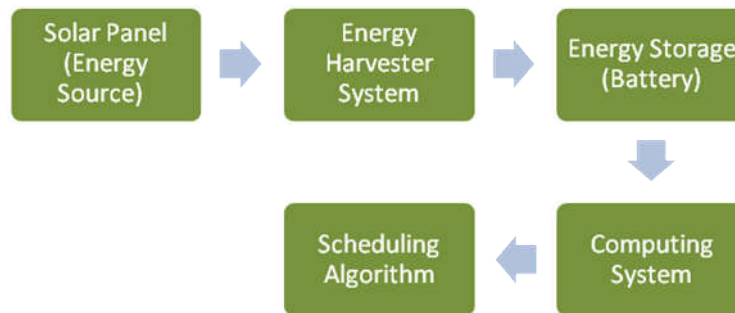 Solar Panel
(Energy
Source)
Energy
Harvester
System
Energy Storage
(Battery)
Scheduling
Algorithm
Computing
System